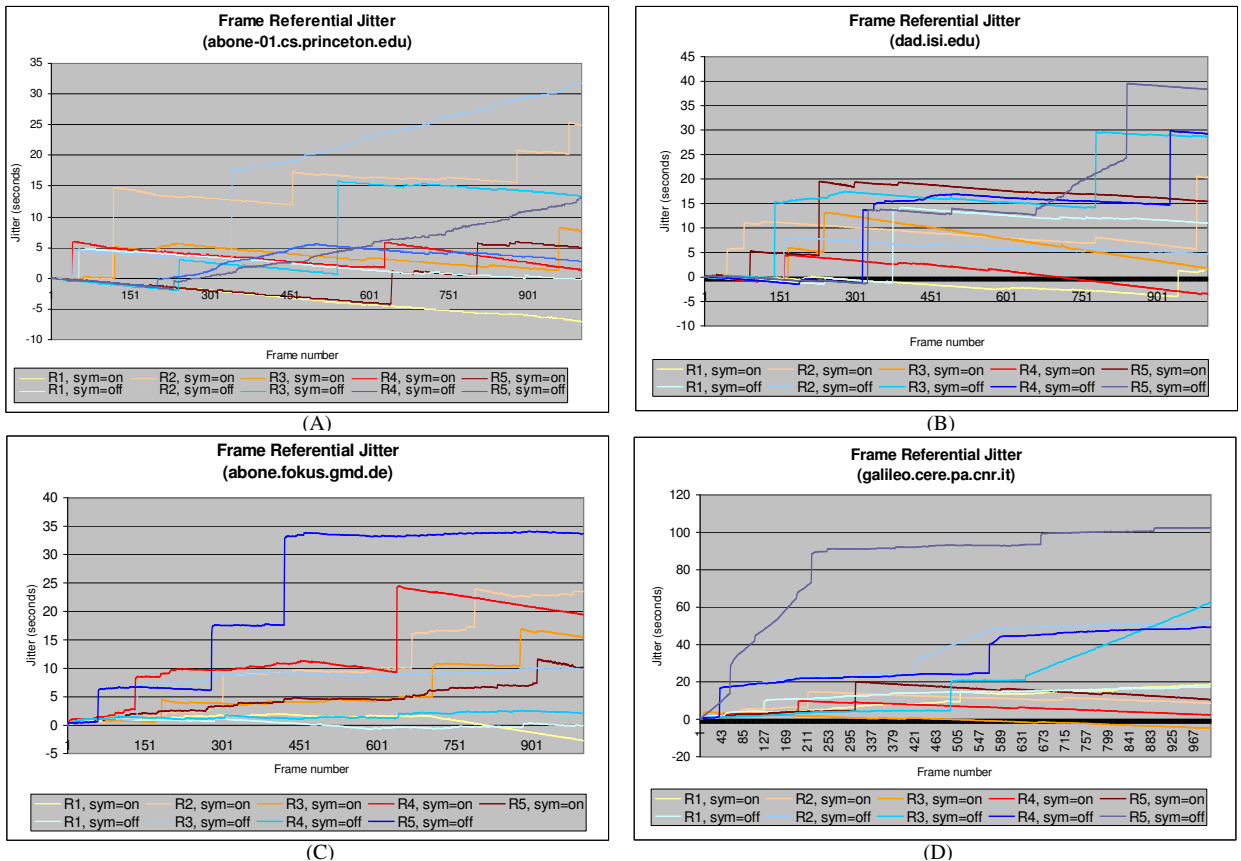 Frame Referential Jitter
(abone-01.cs.princeton.edu)
35
30
25
20
15
10
5
0
-5
-10
Jitter (seconds)
1 151 301 451 601 751 901
Frame number
R1, sym=on R2, sym=on R3, sym=on R4, sym=on R5, sym=on
R1, sym=off R2, sym=off R3, sym=off R4, sym=off R5, sym=off
(A)
Frame Referential Jitter
(dad.isi.edu)
45
40
35
30
25
20
15
10
5
0
-5
-10
Jitter (seconds)
1 151 301 451 601 751 901
Frame number
R1, sym=on R2, sym=on R3, sym=on R4, sym=on R5, sym=on
R1, sym=off R2, sym=off R3, sym=off R4, sym=off R5, sym=off
(B)
Frame Referential Jitter
(abone.fokus.gmd.de)
40
35
30
25
20
15
10
5
0
-5
Jitter (seconds)
1 151 301 451 601 751 901
Frame number
R1, sym=on R2, sym=on R3, sym=on R4, sym=on R5, sym=on
R1, sym=off R3, sym=off R4, sym=off R5, sym=off
(C)
Frame Referential Jitter
(galileo.cere.pa.cnr.it)
120
100
80
60
40
20
0
-20
Jitter (seconds)
1 43 85 127 169 211 253 295 337 379 421 463 505 547 589 631 673 715 757 799 841 883 925 967
Frame number
R1, sym=on R2, sym=on R3, sym=on R4, sym=on R5, sym=on
R1, sym=off R2, sym=off R3, sym=off R4, sym=off R5, sym=off
(D)